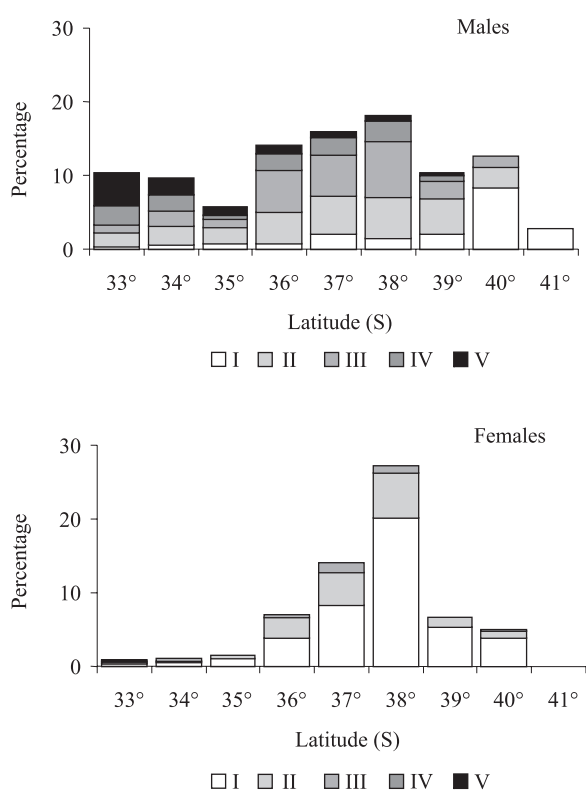 Males
30
20
10
0
Percentage
33° 34° 35° 36° 37° 38° 39° 40° 41°
Latitude (S)
I II III IV V
Females
30
20
10
0
Percentage
33° 34° 35° 36° 37° 38° 39° 40° 41°
Latitude (S)
I II III IV V